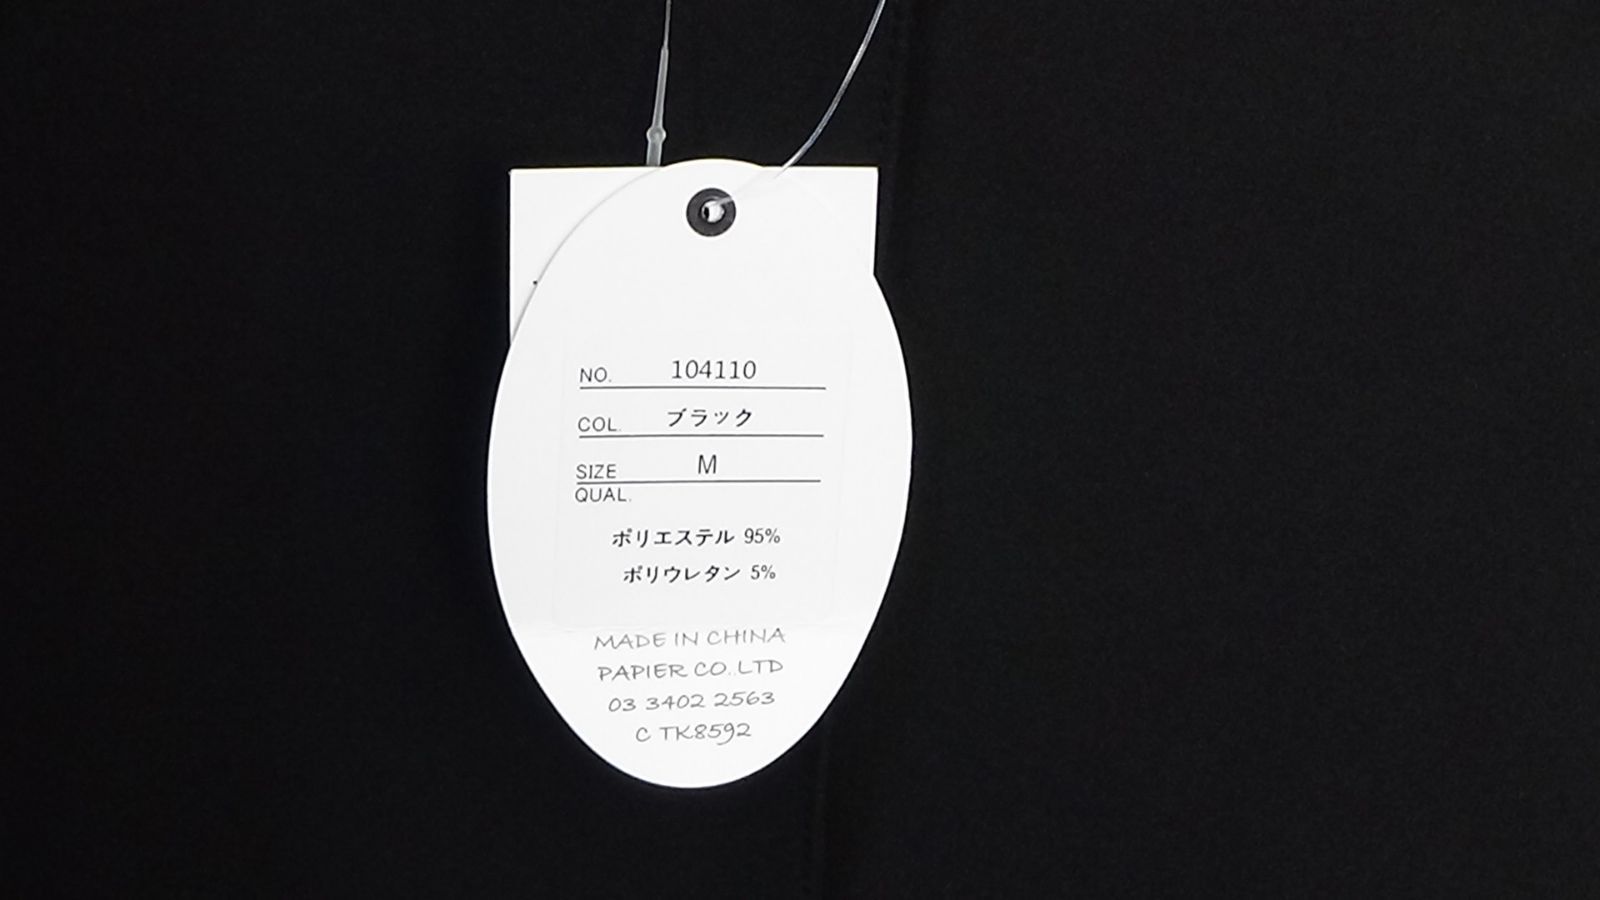 NO. 104110
COL. ブラック
SIZE M
QUAL.
ポリエステル 95%
ポリウレタン 5%
MADE IN CHINA
PAPIER CO.,LTD
03 3402 2563
C TK8592